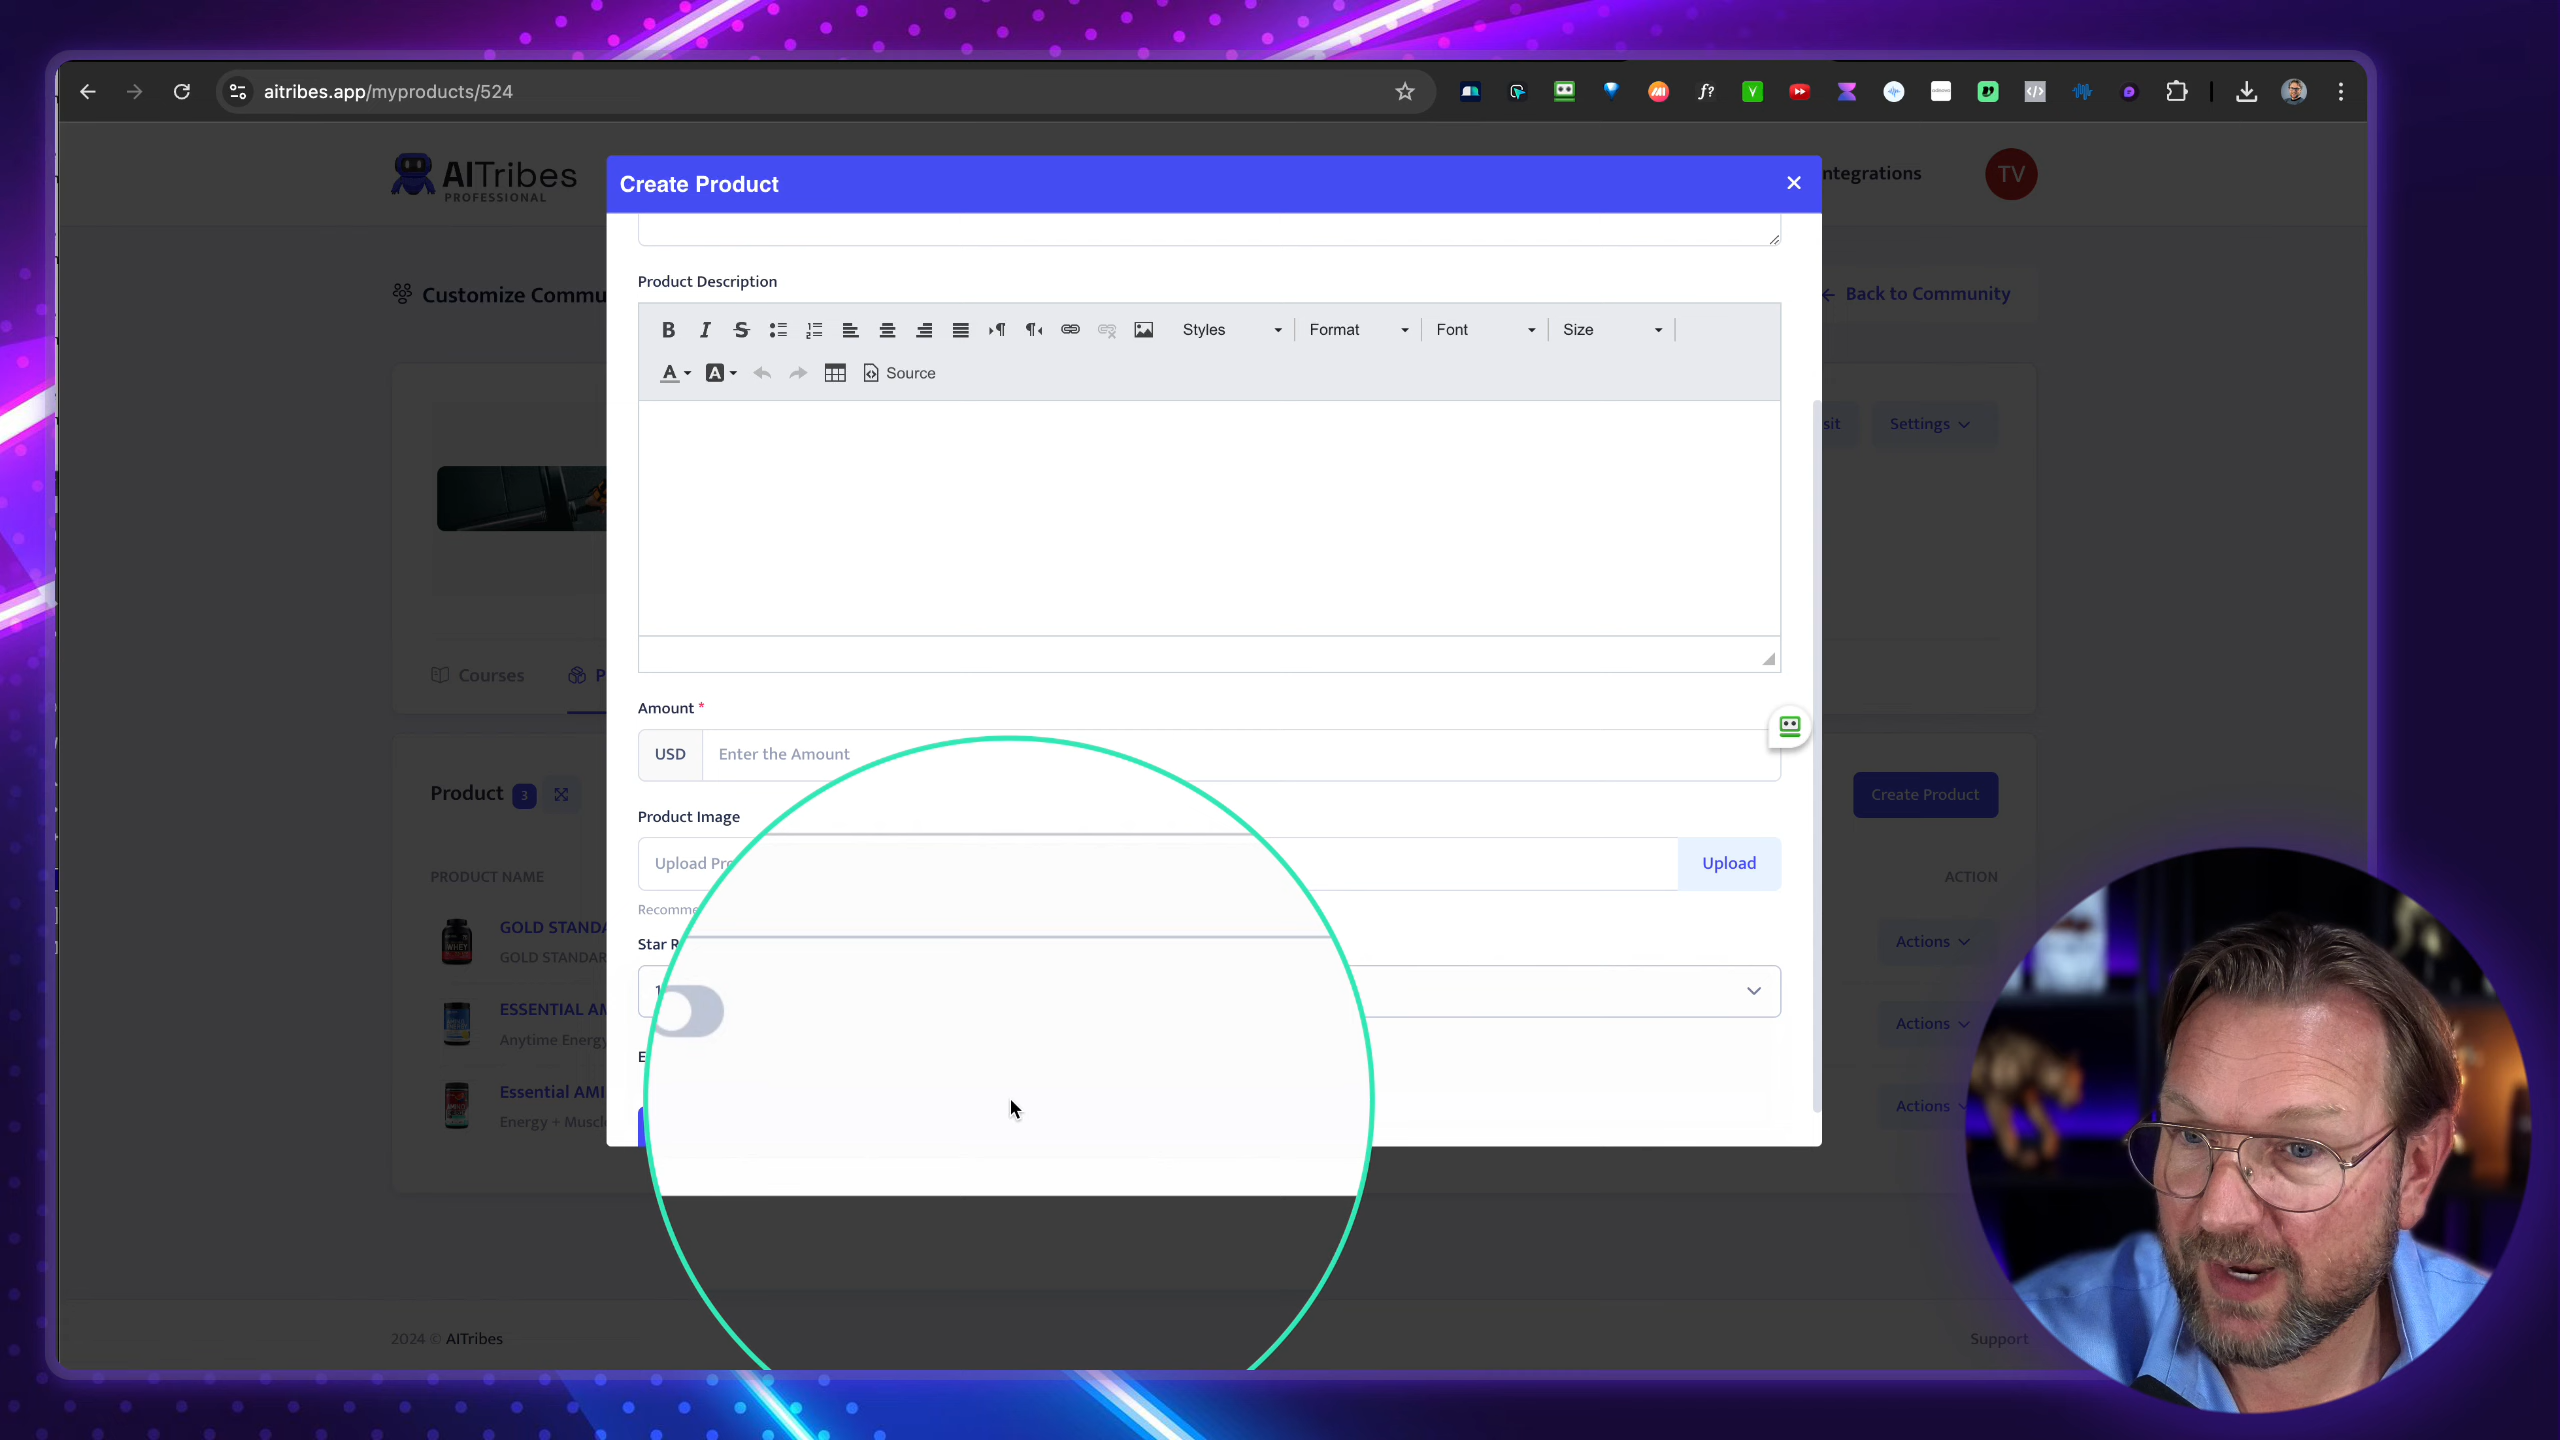 aitribes.app/myproducts/524
AITribes
PROFESSIONAL
Create Product
ntegrations
TV
Customize Commu
Back to Community
Product Description
Styles
Format
Font
Size
Source
sit
Settings
Courses
P
Amount *
USD
Enter the Amount
Product 3
Create Product
Product Image
Upload Pro
Upload
PRODUCT NAME
ACTION
Recomme
Star R
GOLD STANDA
GOLD STANDAR
Actions
1
ESSENTIAL AM
Anytime Energy
Actions
E
Essential AMI
Energy + Muscl
Actions
2024 © AITribes
Support